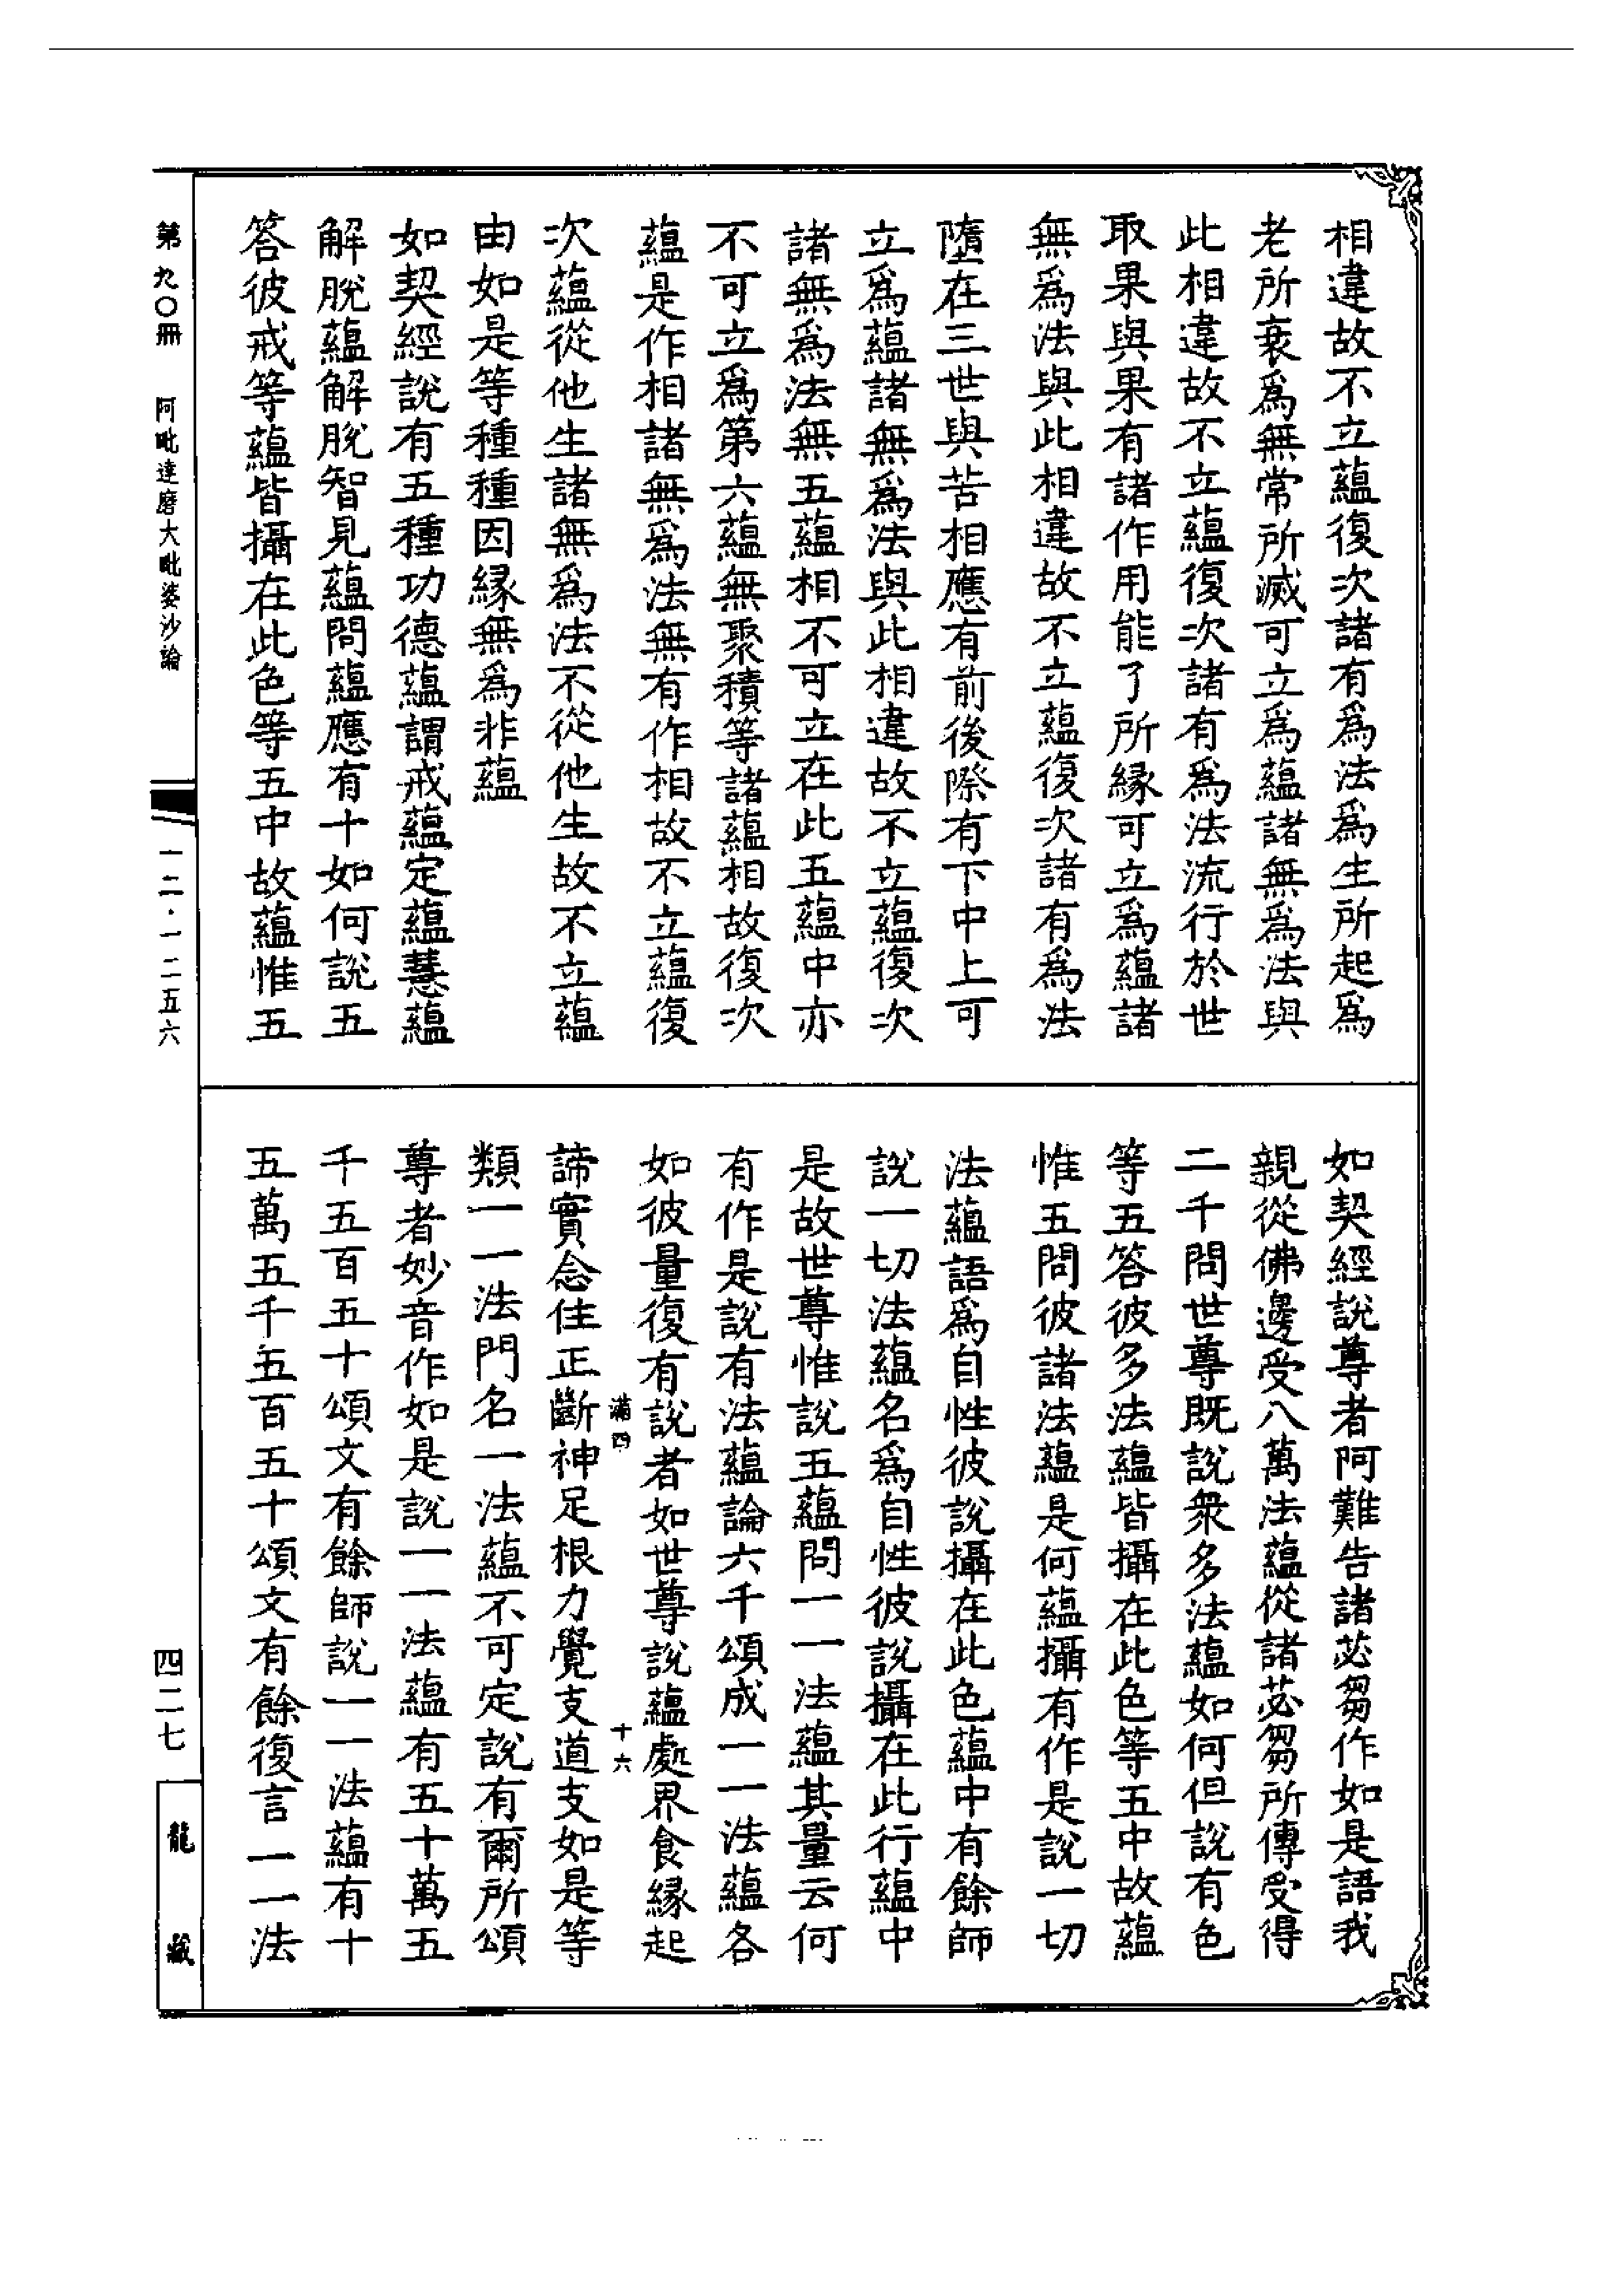 相違故不立蘊復次諸有爲法爲生所起爲
老所衰爲無常所滅可立爲蘊諸無爲法與
此相違故不立蘊復次諸有爲法流行於世
取果與果有諸作用能了所緣可立爲蘊諸
無爲法與此相違故不立蘊復次諸有爲法
墮在三世與苦相應有前後際有下中上可
立爲蘊諸無爲法與此相違故不立蘊復次
諸無爲法無五蘊相不可立在此五蘊中亦
不可立爲第六蘊無聚積等諸蘊相故復次
蘊是作相諸無爲法無有作相故不立蘊復
次蘊從他生諸無爲法不從他生故不立蘊
由如是等種種因緣無爲非蘊
如契經說有五種功德蘊謂戒蘊定蘊慧蘊
解脫蘊解脫智見蘊問蘊應有十如何說五
答彼戒等蘊皆攝在此色等五中故蘊惟五
如契經說尊者阿難告諸苾芻作如是語我
親從佛邊受八萬法蘊從諸苾芻所傳受得
二千問世尊既說衆多法蘊如何但說有色
等五答彼多法蘊皆攝在此色等五中故蘊
惟五問彼諸法蘊是何蘊攝有作是說一切
法蘊語爲自性彼說攝在此色蘊中有餘師
說一切法蘊名爲自性彼說攝在此行蘊中
是故世尊惟說五蘊問一一法蘊其量云何
有作是說有法蘊論六千頌成一一法蘊各
如彼量復有說者如世尊說蘊處界食緣起
滿四 十六
諦實念住正斷神足根力覺支道支如是等
類一一法門名一法蘊不可定說有爾所頌
尊者妙音作如是說一一法蘊有五十萬五
千五百五十頌文有餘師說一一法蘊有十
五萬五千五百五十頌文有餘復言一一法
第九〇冊 阿毗達磨大毗婆沙論
一二·一二五六
四二七
龍藏